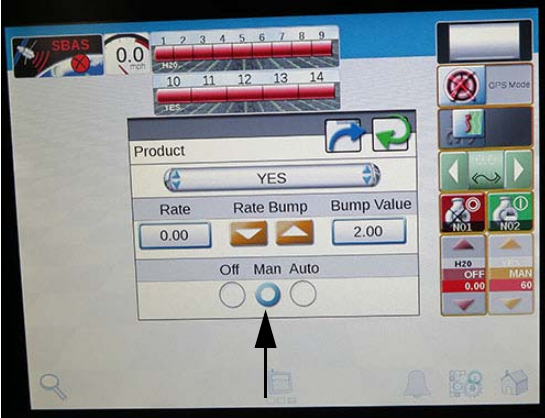 SBAS
0.0
mph
1 2 3 4 5 6 7 8 9
H20
10 11 12 13 14
YES
GPS Mode
Product
YES
Rate Rate Bump Bump Value
0.00 2.00
Off Man Auto
N01 N02
H20 YES
OFF MAN
0.00 60